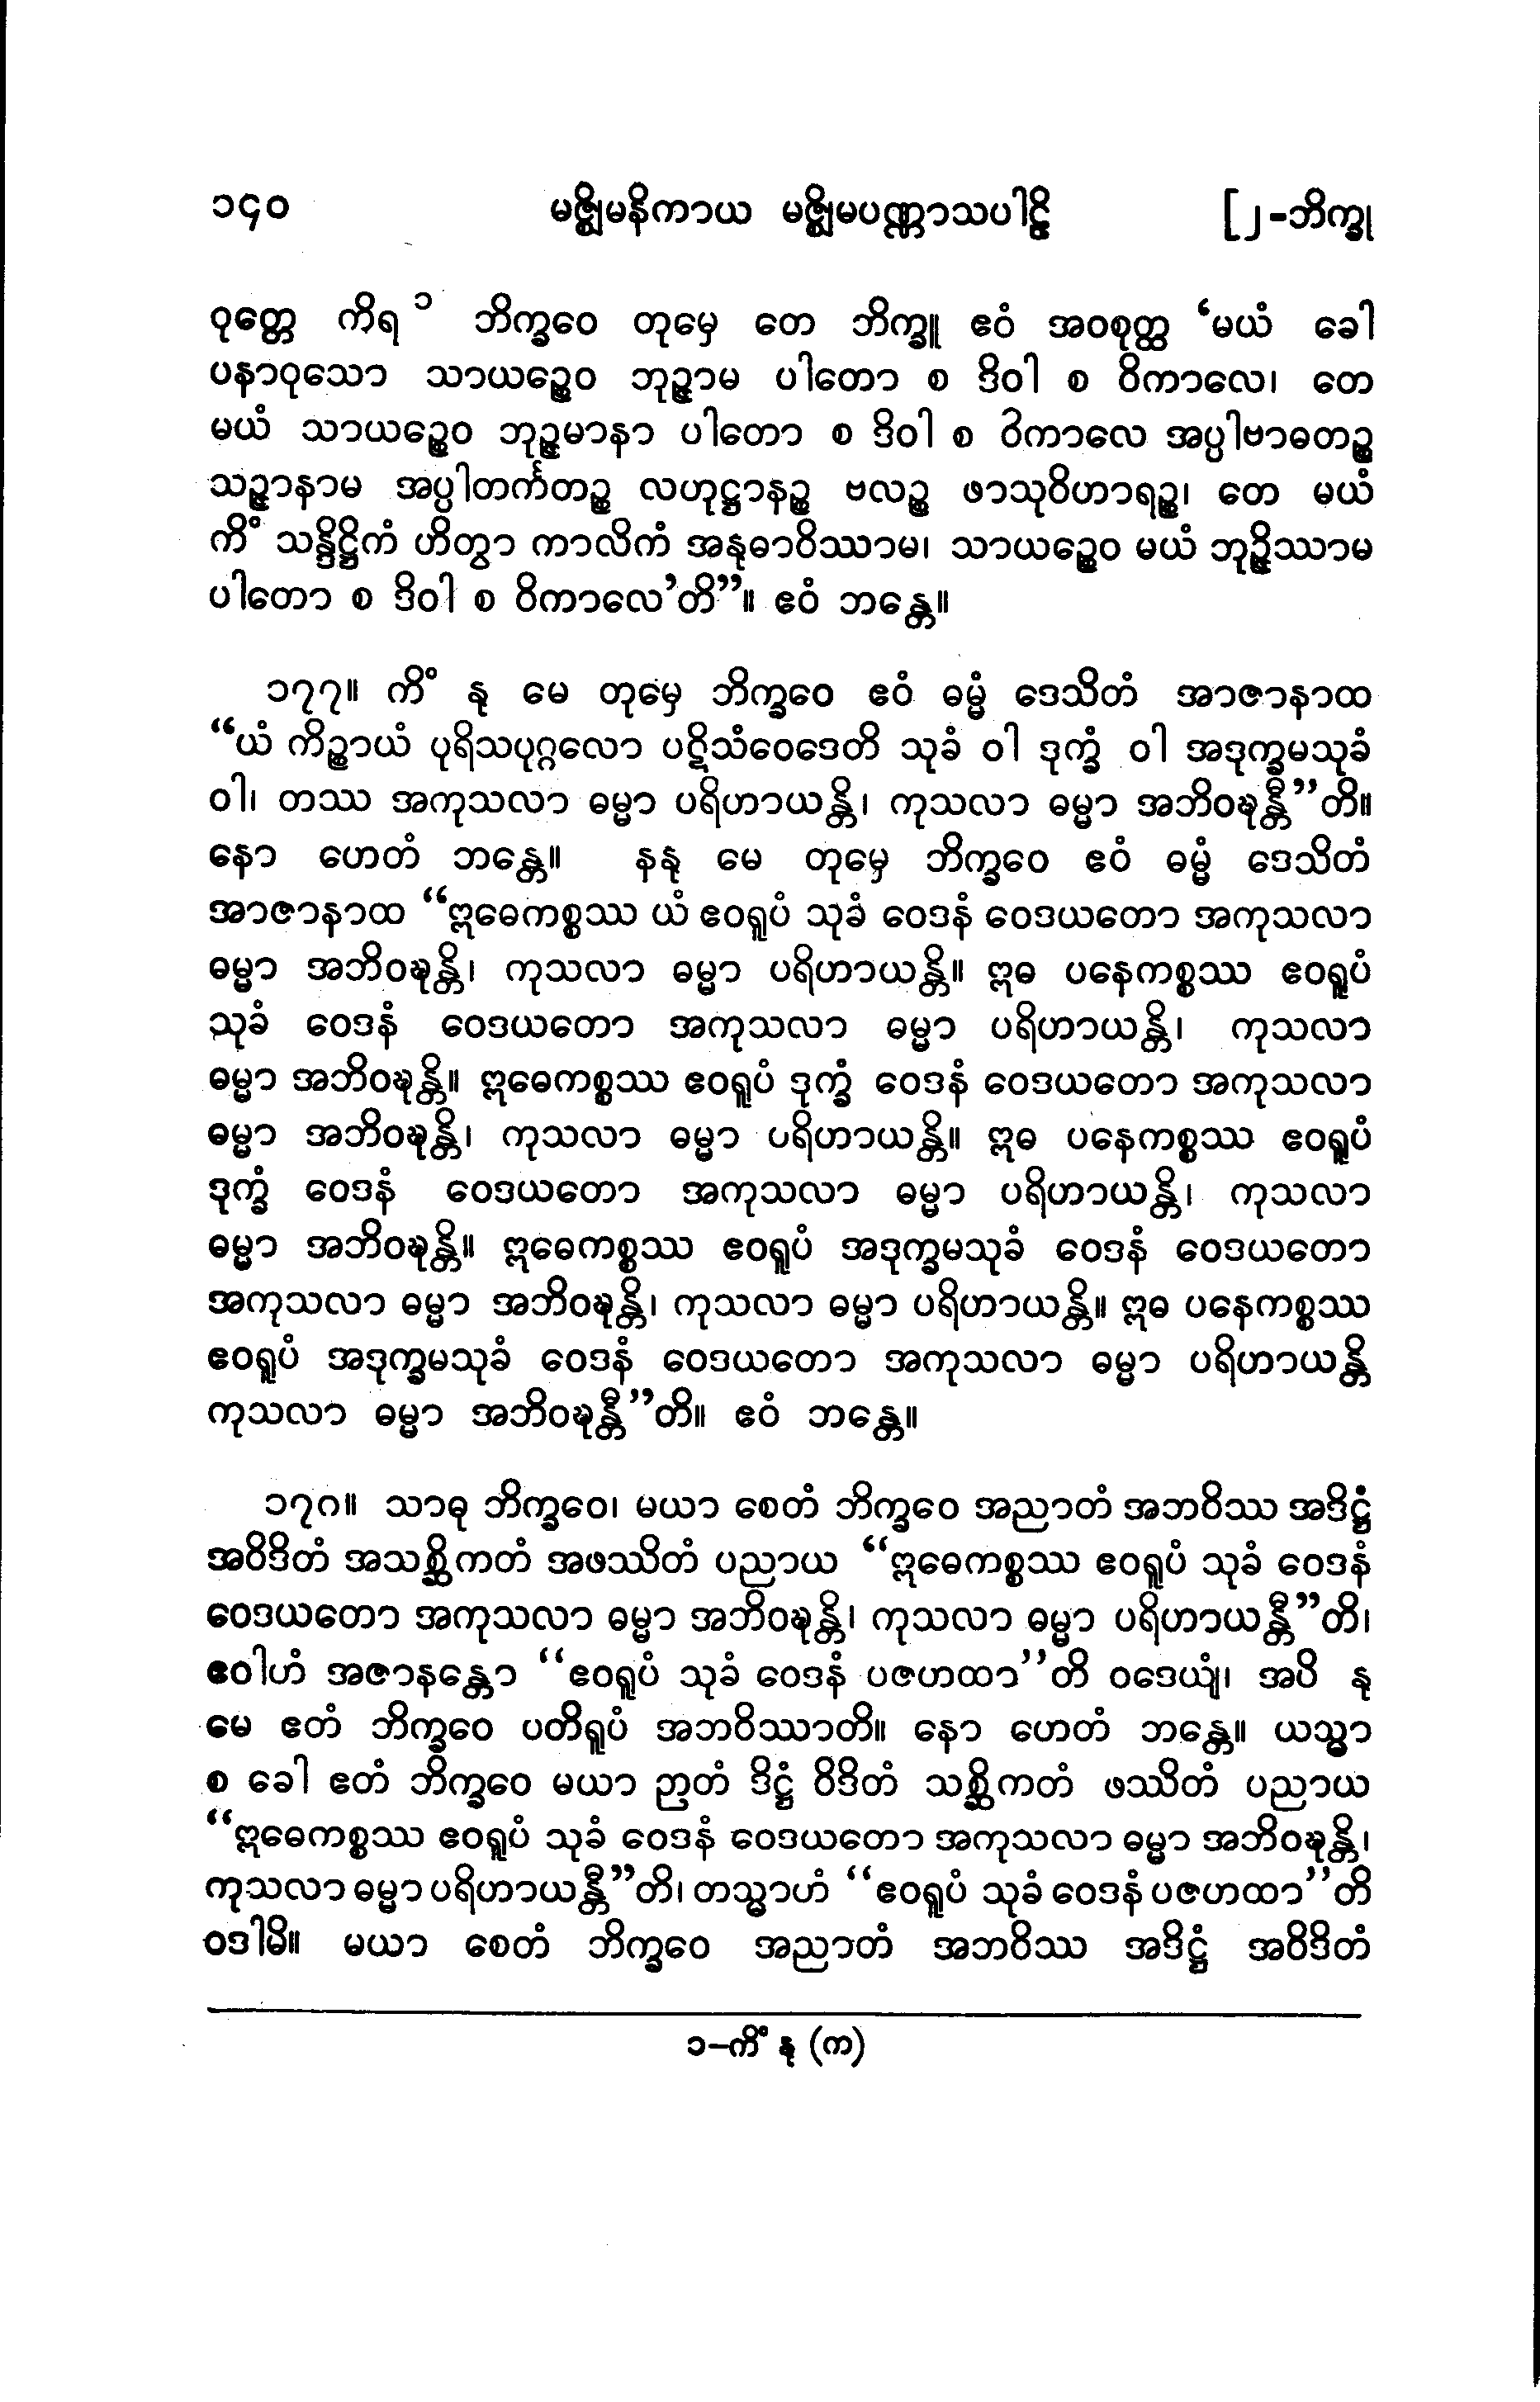 ၁၄၀ မဇ္ဈိမနိကာယ မဇ္ဈိမပဏ္ဏာသပါဠိ [၂-ဘိက္ခု
ဝုတ္တေ ကိရ ၁ ဘိက္ခဝေ တုမှေ တေ ဘိက္ခူ ဧဝံ အဝစုတ္ထ ‘မယံ ခေါ
ပနာဝုသော သာယဉ္စေဝ ဘုဉ္ဇာမ ပါတော စ ဒိဝါ စ ဝိကာလေ၊ တေ
မယံ သာယဉ္စေဝ ဘုဉ္ဇမာနာ ပါတော စ ဒိဝါ စ ဝိကာလေ အပ္ပါဗာဓတဉ္စ
သဉ္ဇာနာမ အပ္ပါတင်္ကတဉ္စ လဟုဋ္ဌာနဉ္စ ဗလဉ္စ ဖာသုဝိဟာရဉ္စ၊ တေ မယံ
ကိံ သန္ဒိဋ္ဌိကံ ဟိတွာ ကာလိကံ အနုဓာဝိဿာမ၊ သာယဉ္စေဝ မယံ ဘုဉ္ဇိဿာမ
ပါတော စ ဒိဝါ စ ဝိကာလေ’တိ”။ ဧဝံ ဘန္တေ။
၁၇၇။ ကိံ နု မေ တုမှေ ဘိက္ခဝေ ဧဝံ ဓမ္မံ ဒေသိတံ အာဇာနာထ
“ယံ ကိဉ္စာယံ ပုရိသပုဂ္ဂလော ပဋိသံဝေဒေတိ သုခံ ဝါ ဒုက္ခံ ဝါ အဒုက္ခမသုခံ
ဝါ၊ တဿ အကုသလာ ဓမ္မာ ပရိဟာယန္တိ၊ ကုသလာ ဓမ္မာ အဘိဝဍ္ဎန္တီ”တိ။
နော ဟေတံ ဘန္တေ။ နနု မေ တုမှေ ဘိက္ခဝေ ဧဝံ ဓမ္မံ ဒေသိတံ
အာဇာနာထ “ဣဓေကစ္စဿ ယံ ဧဝရူပံ သုခံ ဝေဒနံ ဝေဒယတော အကုသလာ
ဓမ္မာ အဘိဝဍ္ဎန္တိ၊ ကုသလာ ဓမ္မာ ပရိဟာယန္တိ။ ဣဓ ပနေကစ္စဿ ဧဝရူပံ
သုခံ ဝေဒနံ ဝေဒယတော အကုသလာ ဓမ္မာ ပရိဟာယန္တိ၊ ကုသလာ
ဓမ္မာ အဘိဝဍ္ဎန္တိ။ ဣဓေကစ္စဿ ဧဝရူပံ ဒုက္ခံ ဝေဒနံ ဝေဒယတော အကုသလာ
ဓမ္မာ အဘိဝဍ္ဎန္တိ၊ ကုသလာ ဓမ္မာ ပရိဟာယန္တိ။ ဣဓ ပနေကစ္စဿ ဧဝရူပံ
ဒုက္ခံ ဝေဒနံ ဝေဒယတော အကုသလာ ဓမ္မာ ပရိဟာယန္တိ၊ ကုသလာ
ဓမ္မာ အဘိဝဍ္ဎန္တိ။ ဣဓေကစ္စဿ ဧဝရူပံ အဒုက္ခမသုခံ ဝေဒနံ ဝေဒယတော
အကုသလာ ဓမ္မာ အဘိဝဍ္ဎန္တိ၊ ကုသလာ ဓမ္မာ ပရိဟာယန္တိ။ ဣဓ ပနေကစ္စဿ
ဧဝရူပံ အဒုက္ခမသုခံ ဝေဒနံ ဝေဒယတော အကုသလာ ဓမ္မာ ပရိဟာယန္တိ
ကုသလာ ဓမ္မာ အဘိဝဍ္ဎန္တီ”တိ။ ဧဝံ ဘန္တေ။
၁၇၈။ သာဓု ဘိက္ခဝေ၊ မယာ စေတံ ဘိက္ခဝေ အညာတံ အဘဝိဿ အဒိဋ္ဌံ
အဝိဒိတံ အသစ္ဆိကတံ အဖဿိတံ ပညာယ “ဣဓေကစ္စဿ ဧဝရူပံ သုခံ ဝေဒနံ
ဝေဒယတော အကုသလာ ဓမ္မာ အဘိဝဍ္ဎန္တိ၊ ကုသလာ ဓမ္မာ ပရိဟာယန္တီ”တိ၊
ဧဝါဟံ အဇာနန္တော “ဧဝရူပံ သုခံ ဝေဒနံ ပဇဟထာ”တိ ဝဒေယျံ၊ အပိ နု
မေ ဧတံ ဘိက္ခဝေ ပတိရူပံ အဘဝိဿာတိ။ နော ဟေတံ ဘန္တေ။ ယသ္မာ
စ ခေါ ဧတံ ဘိက္ခဝေ မယာ ဉာတံ ဒိဋ္ဌံ ဝိဒိတံ သစ္ဆိကတံ ဖဿိတံ ပညာယ
“ဣဓေကစ္စဿ ဧဝရူပံ သုခံ ဝေဒနံ ဝေဒယတော အကုသလာ ဓမ္မာ အဘိဝဍ္ဎန္တိ၊
ကုသလာ ဓမ္မာ ပရိဟာယန္တီ”တိ၊ တသ္မာဟံ “ဧဝရူပံ သုခံ ဝေဒနံ ပဇဟထာ”တိ
ဝဒါမိ။ မယာ စေတံ ဘိက္ခဝေ အညာတံ အဘဝိဿ အဒိဋ္ဌံ အဝိဒိတံ
၁–ကိံ နု (က)